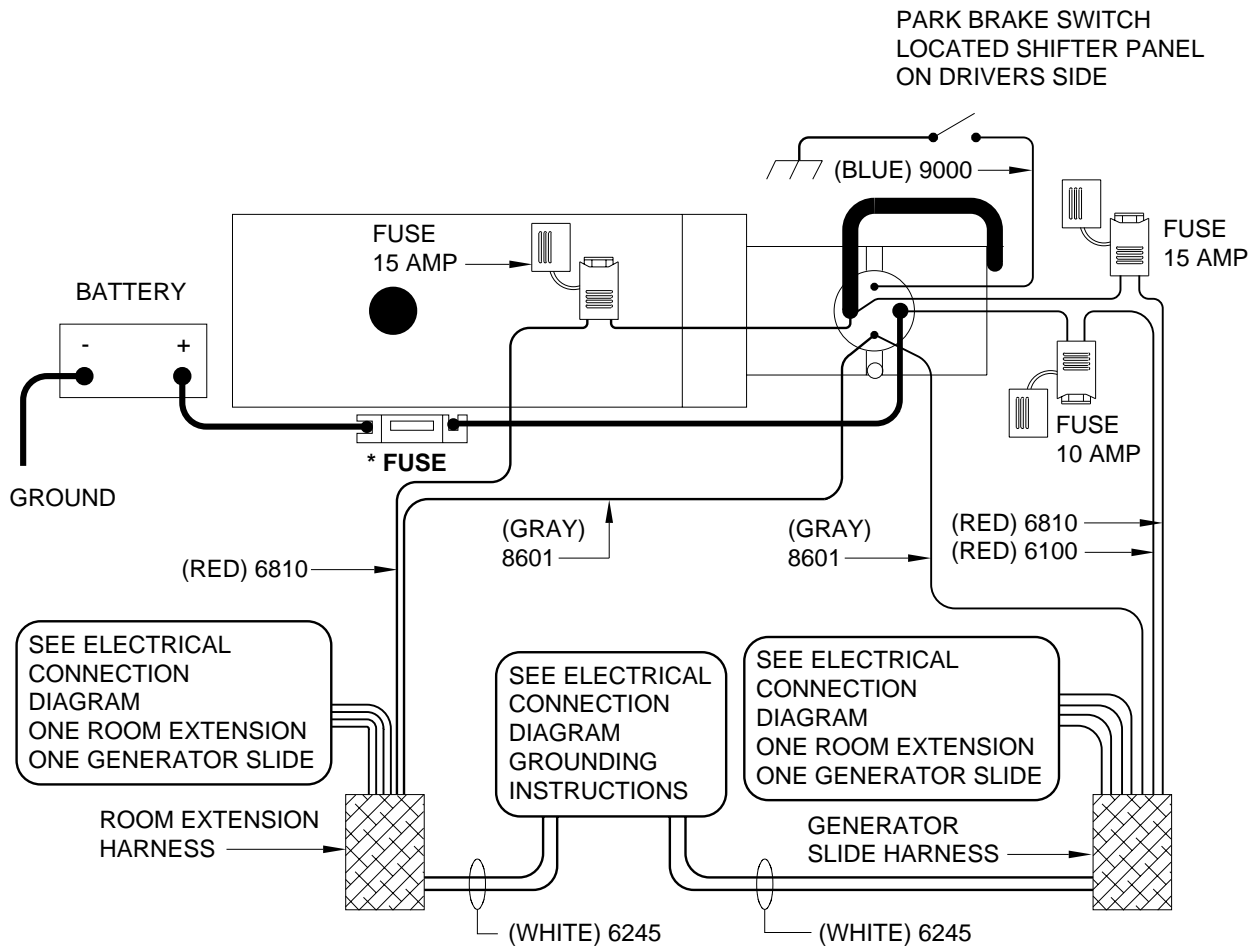 PARK BRAKE SWITCH
LOCATED SHIFTER PANEL
ON DRIVERS SIDE
(BLUE) 9000
FUSE
15 AMP
FUSE
15 AMP
BATTERY
-
+
* FUSE
FUSE
10 AMP
GROUND
(GRAY)
8601
(GRAY)
8601
(RED) 6810
(RED) 6100
(RED) 6810
SEE ELECTRICAL
CONNECTION
DIAGRAM
ONE ROOM EXTENSION
ONE GENERATOR SLIDE
SEE ELECTRICAL
CONNECTION
DIAGRAM
GROUNDING
INSTRUCTIONS
SEE ELECTRICAL
CONNECTION
DIAGRAM
ONE ROOM EXTENSION
ONE GENERATOR SLIDE
ROOM EXTENSION
HARNESS
GENERATOR
SLIDE HARNESS
(WHITE) 6245
(WHITE) 6245